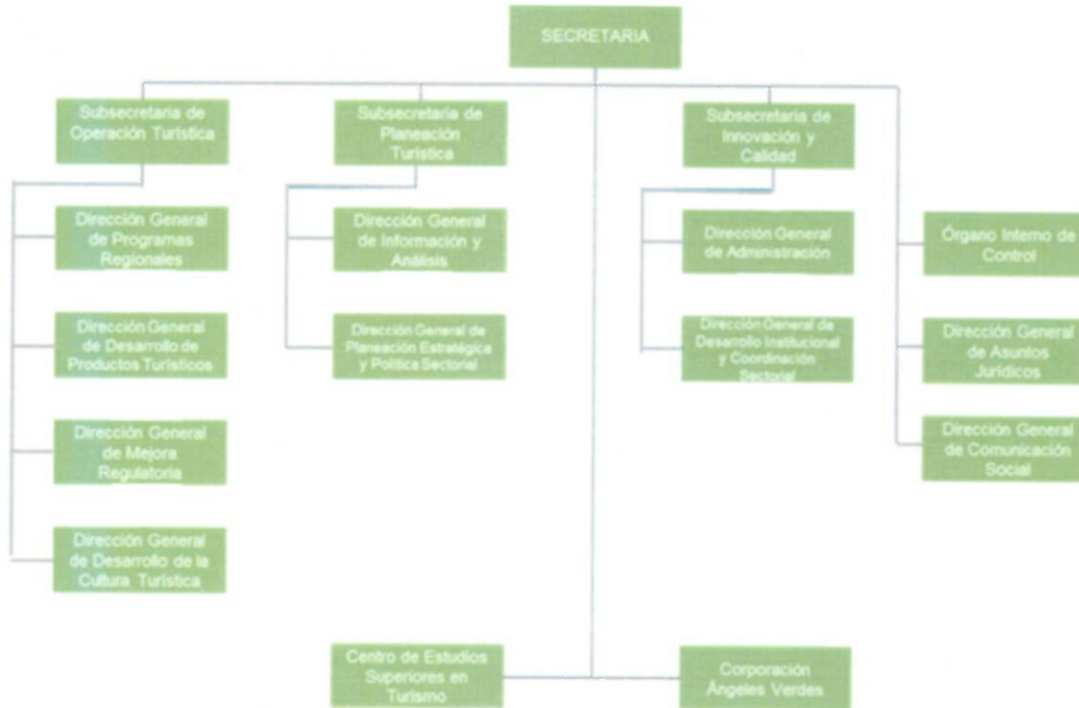 SECRETARIA
Subsecretaria de
Operación Turística
Subsecretaria de
Planeación
Turística
Subsecretaria de
Innovación y
Calidad
Dirección General
de Programas
Regionales
Dirección General
de Información y
Análisis
Dirección General
de Administración
Órgano Interno de
Control
Dirección General
de Desarrollo de
Productos Turísticos
Dirección General de
Planeación Estratégica
y Política Sectorial
Dirección General de
Desarrollo Institucional
y Coordinación
Sectorial
Dirección General
de Asuntos
Jurídicos
Dirección General
de Mejora
Regulatoria
Dirección General
de Comunicación
Social
Dirección General
de Desarrollo de la
Cultura Turística
Centro de Estudios
Superiores en
Turismo
Corporación
Ángeles Verdes